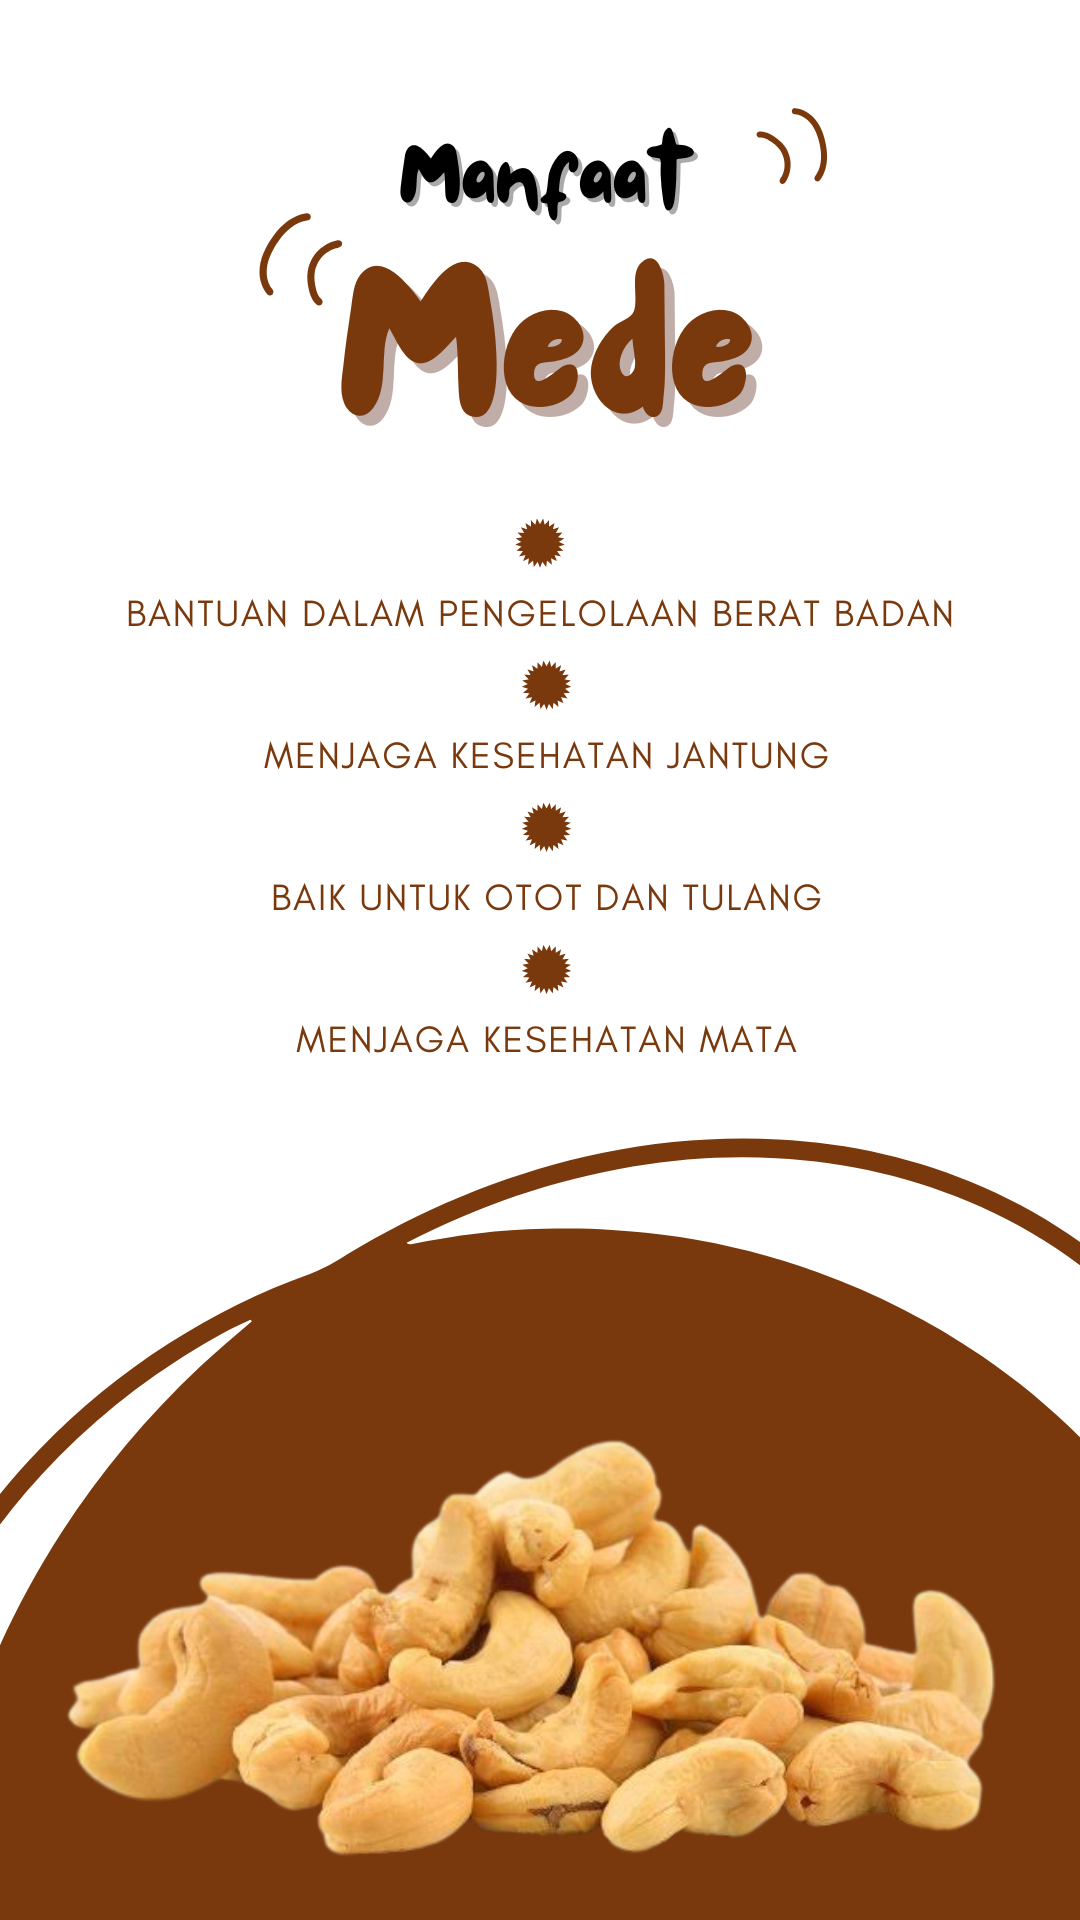 Manfaat
Mede
BANTUAN DALAM PENGELOLAAN BERAT BADAN
MENJAGA KESEHATAN JANTUNG
BAIK UNTUK OTOT DAN TULANG
MENJAGA KESEHATAN MATA